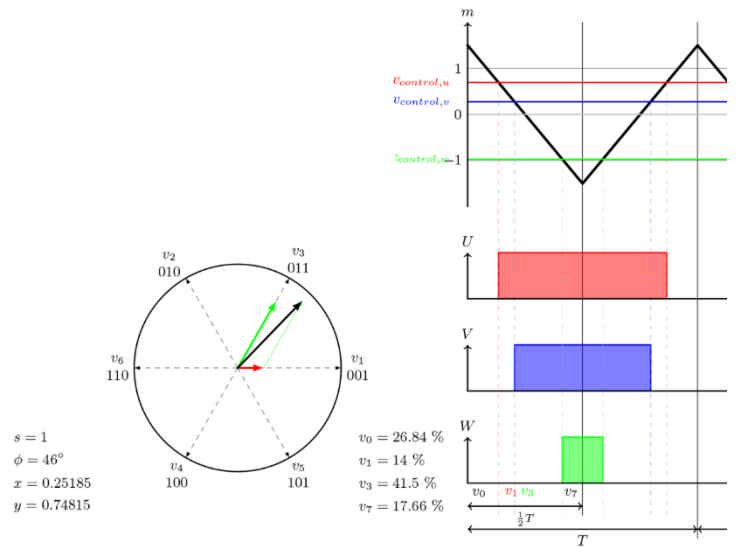 m
1
v_{control,u}
v_{control,v}
0
v_{control,w}
−1
U
v_2
010
v_3
011
V
v_6
110
v_1
001
W
s = 1
ϕ = 46°
x = 0.25185
y = 0.74815
v_4
100
v_5
101
v_0 = 26.84 %
v_1 = 14 %
v_3 = 41.5 %
v_7 = 17.66 %
v_0 v_1 v_3 v_7
½T
T